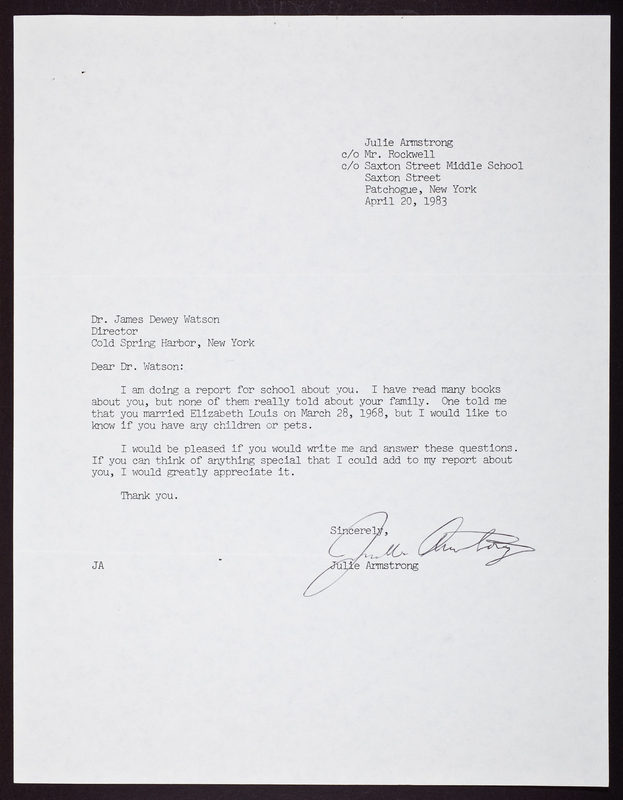 Julie Armstrong
c/o Mr. Rockwell
c/o Saxton Street Middle School
Saxton Street
Patchogue, New York
April 20, 1983
Dr. James Dewey Watson
Director
Cold Spring Harbor, New York
Dear Dr. Watson:
I am doing a report for school about you. I have read many books
about you, but none of them really told about your family. One told me
that you married Elizabeth Louis on March 28, 1968, but I would like to
know if you have any children or pets.
I would be pleased if you would write me and answer these questions.
If you can think of anything special that I could add to my report about
you, I would greatly appreciate it.
Thank you.
Sincerely,
Julie Armstrong
JA
Julie Armstrong